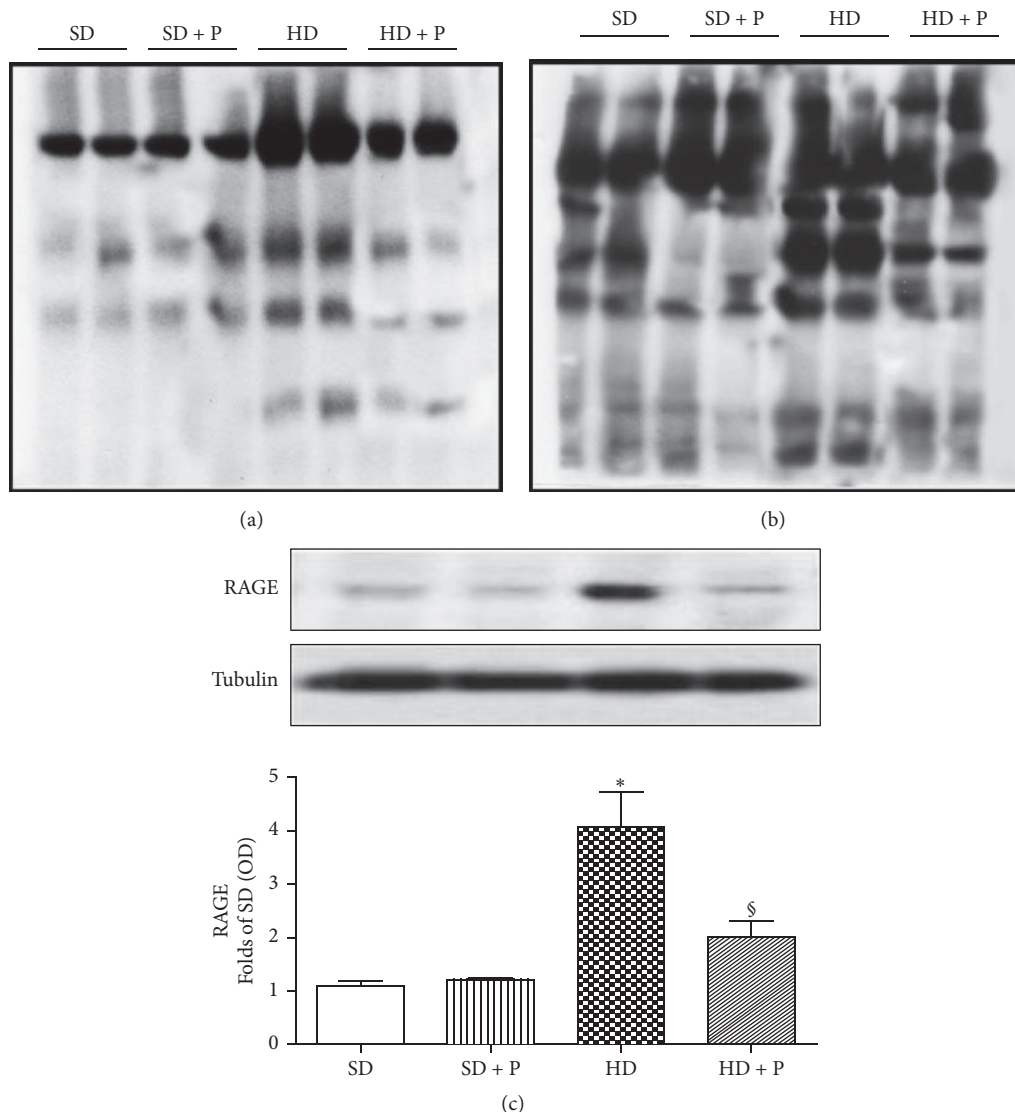 SD SD + P HD HD + P
SD SD + P HD HD + P
(a)
(b)
RAGE
Tubulin
RAGE
Folds of SD (OD)
5
4
3
2
1
0
*
§
SD SD + P HD HD + P
(c)